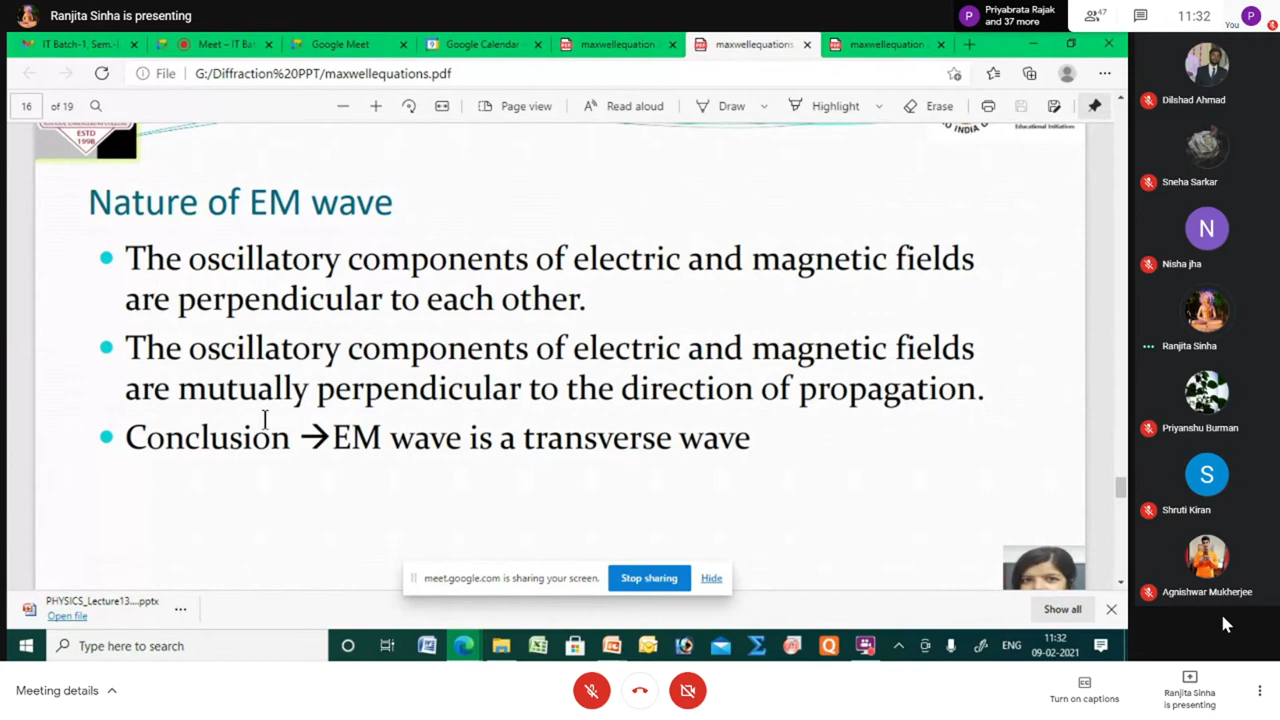 Ranjita Sinha is presenting
P
Priyabrata Rajak
and 37 more
47
11:32
You
P
IT Batch-1, Sem.-I
Meet – IT Bat
Google Meet
Google Calendar -
maxwellequation
maxwellequations
maxwellequation
File
G:/Diffraction%20PPT/maxwellequations.pdf
16
of 19
Page view
Read aloud
Draw
Highlight
Erase
ESTD
1998
O INDIA
Educational Initiatives
Nature of EM wave
The oscillatory components of electric and magnetic fields
are perpendicular to each other.
The oscillatory components of electric and magnetic fields
are mutually perpendicular to the direction of propagation.
Conclusion →EM wave is a transverse wave
meet.google.com is sharing your screen.
Stop sharing
Hide
PHYSICS_Lecture13....pptx
Open file
Show all
Type here to search
ENG
11:32
09-02-2021
Dilshad Ahmad
Sneha Sarkar
N
Nisha jha
Ranjita Sinha
Priyanshu Burman
S
Shruti Kiran
Agnishwar Mukherjee
Meeting details
Turn on captions
Ranjita Sinha
is presenting